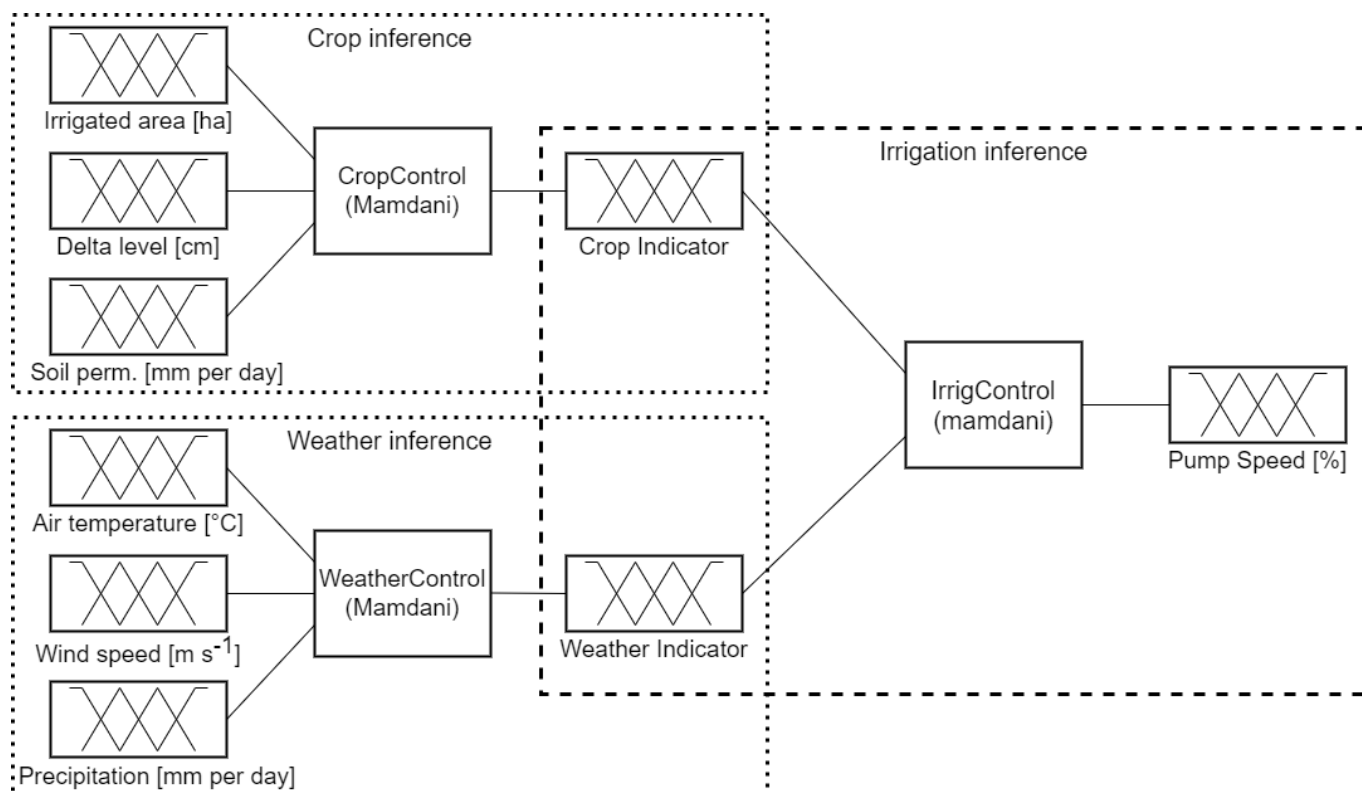 Crop inference
Irrigated area [ha]
Delta level [cm]
Soil perm. [mm per day]
CropControl
(Mamdani)
Crop Indicator
Irrigation inference
Weather inference
Air temperature [°C]
Wind speed [m s-1]
Precipitation [mm per day]
WeatherControl
(Mamdani)
Weather Indicator
IrrigControl
(mamdani)
Pump Speed [%]